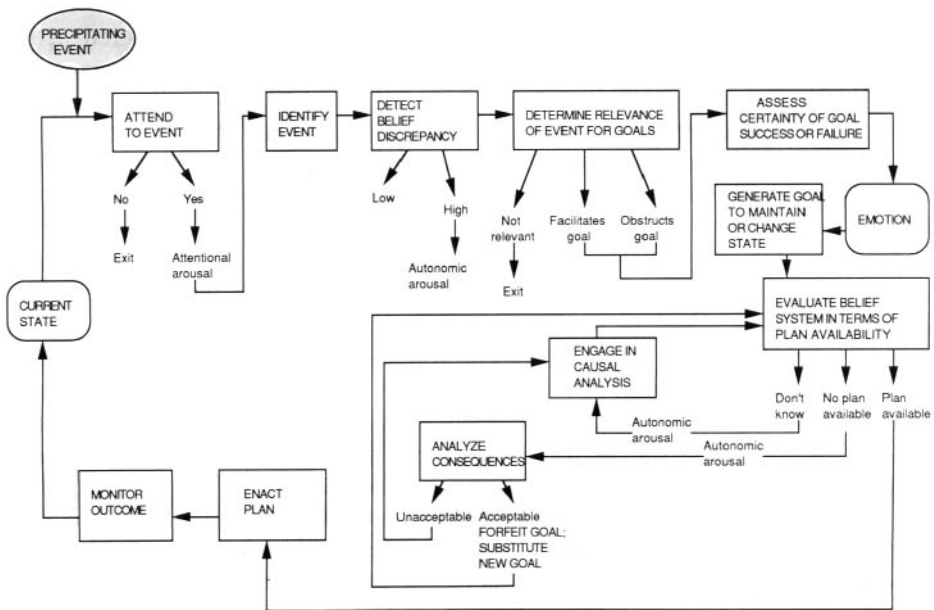 PRECIPITATING
EVENT
ATTEND
TO EVENT
No
Yes
Exit
Attentional
arousal
IDENTIFY
EVENT
DETECT
BELIEF
DISCREPANCY
Low
High
Autonomic
arousal
DETERMINE RELEVANCE
OF EVENT FOR GOALS
Not
relevant
Facilitates
goal
Obstructs
goal
Exit
ASSESS
CERTAINTY OF GOAL
SUCCESS OR FAILURE
EMOTION
GENERATE GOAL
TO MAINTAIN
OR CHANGE
STATE
EVALUATE BELIEF
SYSTEM IN TERMS OF
PLAN AVAILABILITY
Don't
know
No plan
available
Plan
available
Autonomic
arousal
Autonomic
arousal
ENGAGE IN
CAUSAL
ANALYSIS
ANALYZE
CONSEQUENCES
Unacceptable
Acceptable
FORFEIT GOAL;
SUBSTITUTE
NEW GOAL
ENACT
PLAN
MONITOR
OUTCOME
CURRENT
STATE